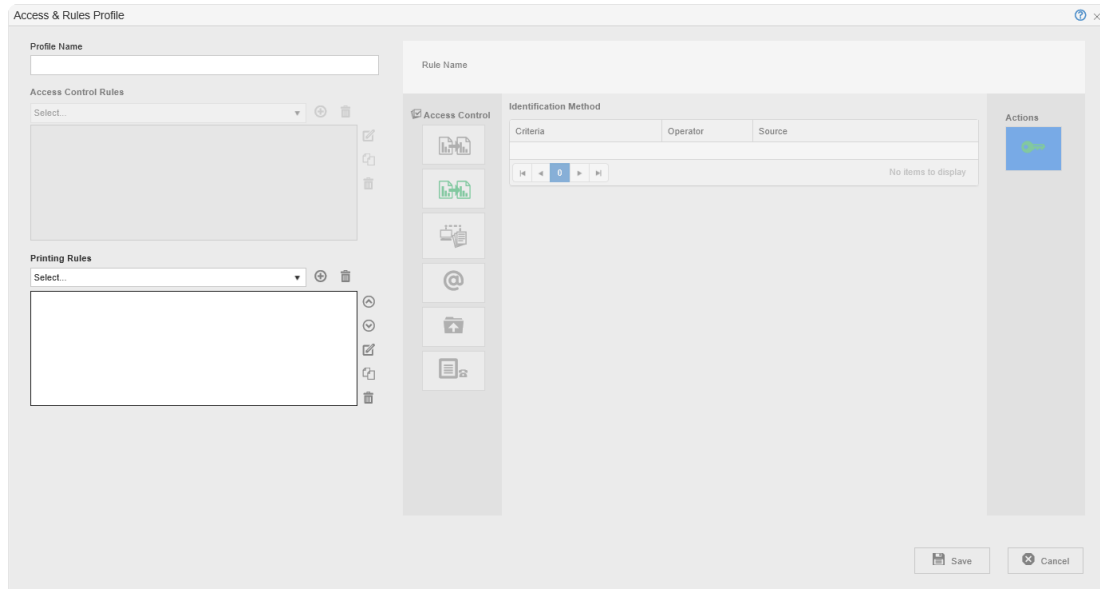 Access & Rules Profile
Profile Name
Access Control Rules
Select...
Printing Rules
Select...
Rule Name
Access Control
Identification Method
Criteria Operator Source
0
No items to display
Actions
Save
Cancel